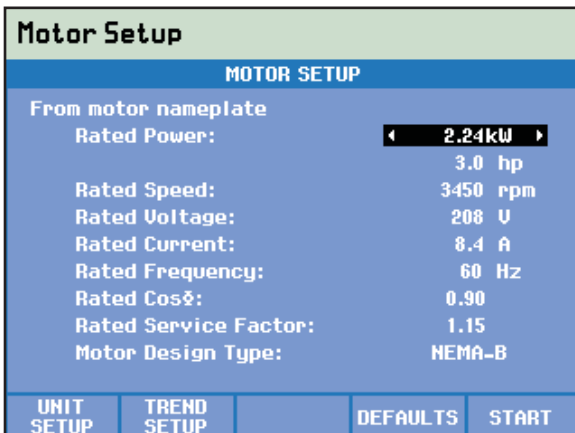 Motor Setup
MOTOR SETUP
From motor nameplate
Rated Power: 2.24kW
3.0 hp
Rated Speed: 3450 rpm
Rated Voltage: 208 V
Rated Current: 8.4 A
Rated Frequency: 60 Hz
Rated CosΦ: 0.90
Rated Service Factor: 1.15
Motor Design Type: NEMA-B
UNIT SETUP TREND SETUP DEFAULTS START